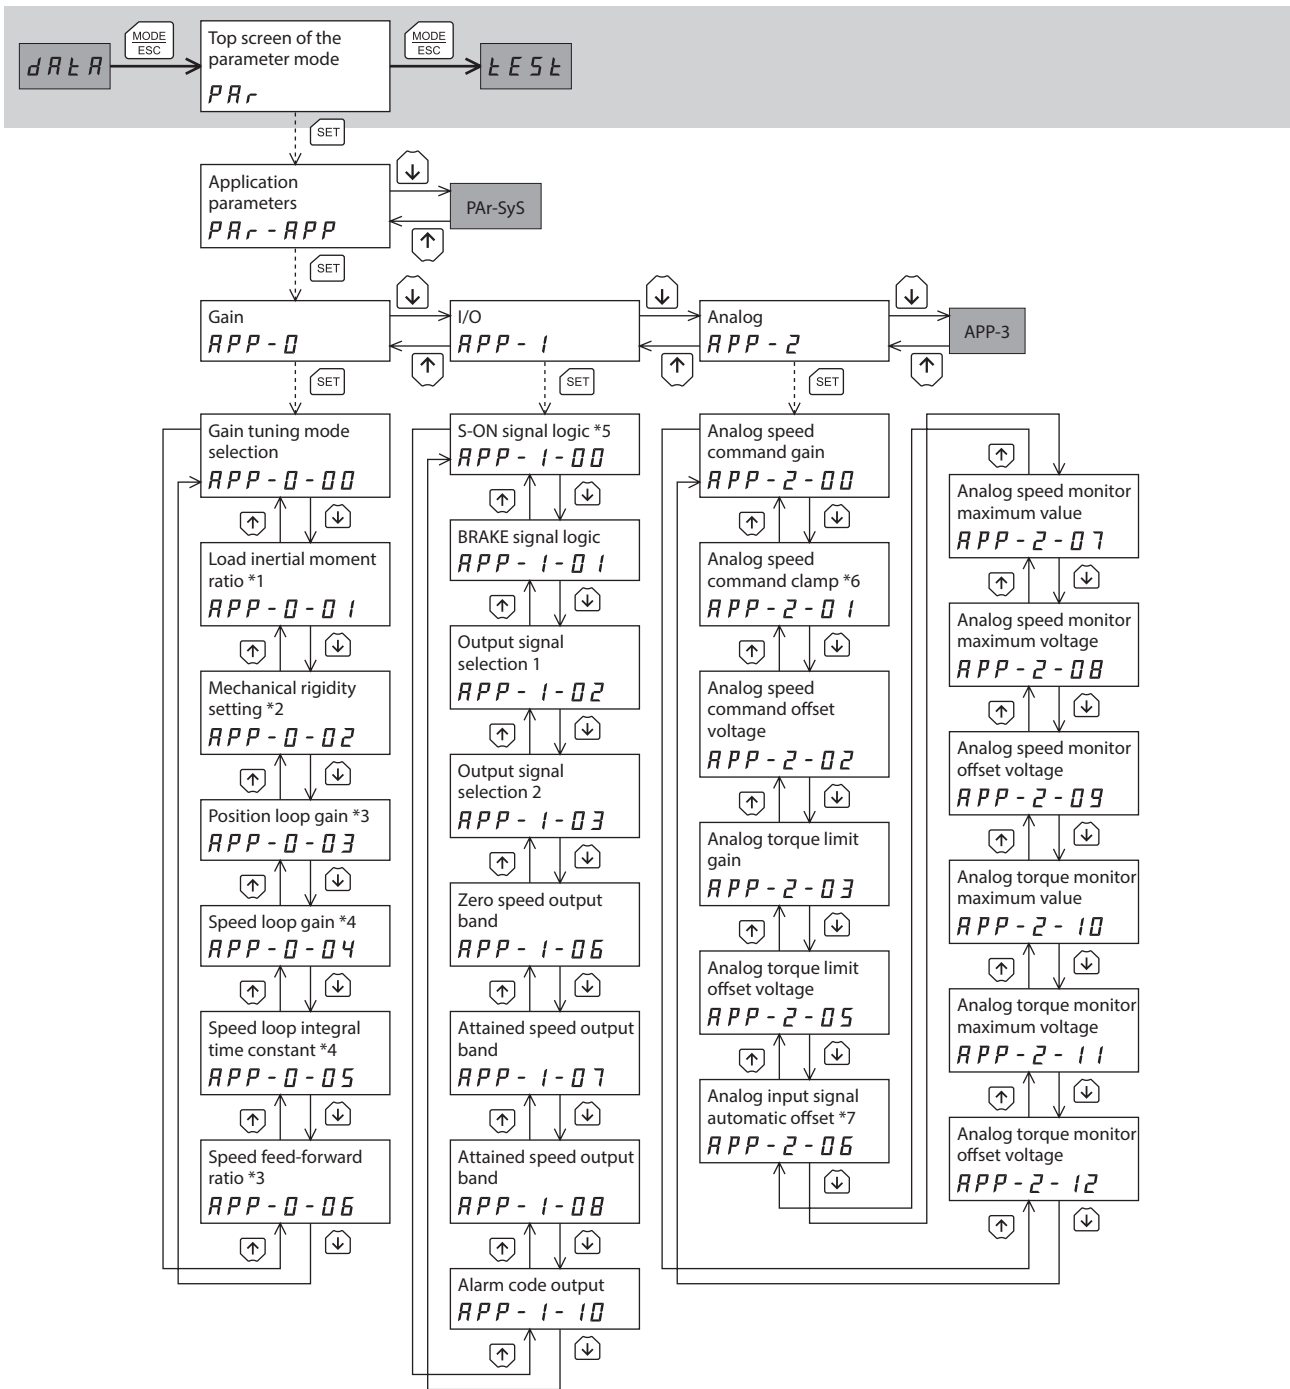 MODE
ESC
MODE
ESC
dAtA
Top screen of the
parameter mode
PAr
tESt
SET
Application
parameters
PAr-APP
PAr-SyS
SET
Gain
APP-0
I/O
APP-1
Analog
APP-2
APP-3
SET
SET
SET
Gain tuning mode
selection
APP-0-00
Load inertial moment
ratio *1
APP-0-01
Mechanical rigidity
setting *2
APP-0-02
Position loop gain *3
APP-0-03
Speed loop gain *4
APP-0-04
Speed loop integral
time constant *4
APP-0-05
Speed feed-forward
ratio *3
APP-0-06
S-ON signal logic *5
APP-1-00
BRAKE signal logic
APP-1-01
Output signal
selection 1
APP-1-02
Output signal
selection 2
APP-1-03
Zero speed output
band
APP-1-06
Attained speed output
band
APP-1-07
Attained speed output
band
APP-1-08
Alarm code output
APP-1-10
Analog speed
command gain
APP-2-00
Analog speed
command clamp *6
APP-2-01
Analog speed
command offset
voltage
APP-2-02
Analog torque limit
gain
APP-2-03
Analog torque limit
offset voltage
APP-2-05
Analog input signal
automatic offset *7
APP-2-06
Analog speed monitor
maximum value
APP-2-07
Analog speed monitor
maximum voltage
APP-2-08
Analog speed monitor
offset voltage
APP-2-09
Analog torque monitor
maximum value
APP-2-10
Analog torque monitor
maximum voltage
APP-2-11
Analog torque monitor
offset voltage
APP-2-12